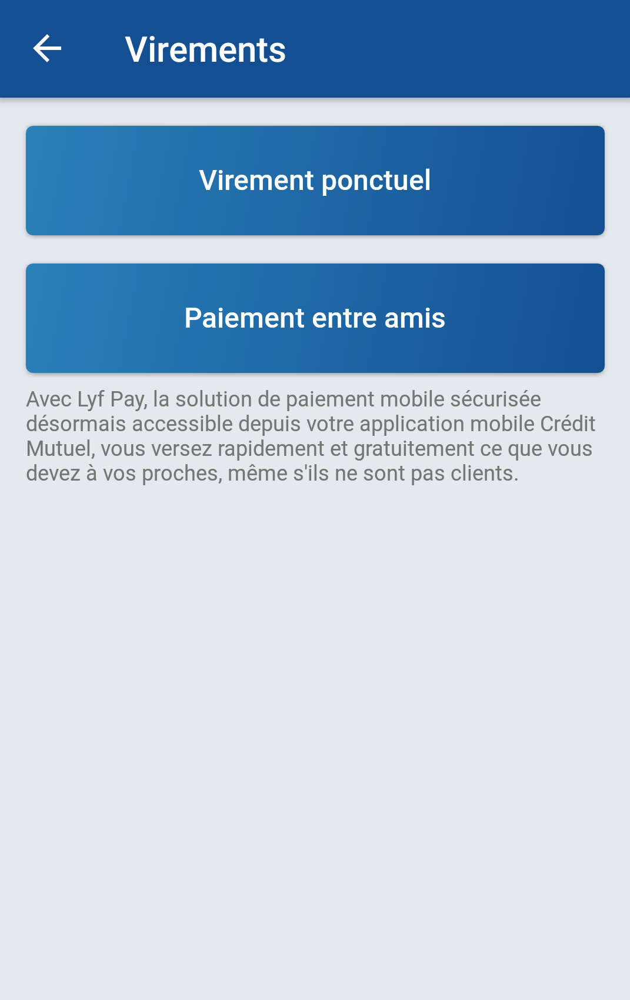 Virements
Virement ponctuel
Paiement entre amis
Avec Lyf Pay, la solution de paiement mobile sécurisée
désormais accessible depuis votre application mobile Crédit
Mutuel, vous versez rapidement et gratuitement ce que vous
devez à vos proches, même s'ils ne sont pas clients.